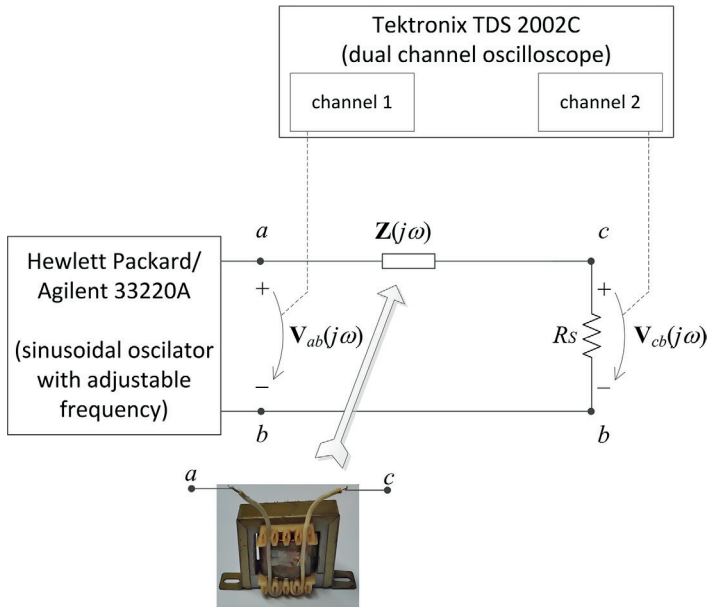 Tektronix TDS 2002C
(dual channel oscilloscope)
channel 1
channel 2
a
Z(jω)
c
Hewlett Packard/
Agilent 33220A
(sinusoidal oscilator
with adjustable
frequency)
+
Vab(jω)
−
Rs
+
Vcb(jω)
−
b
b
a
c